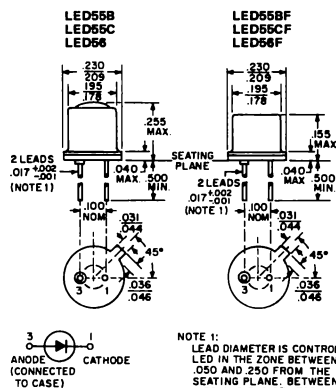 LED55B
LED55C
LED56
.230
.209
.195
.178
.255
MAX.
SEATING
PLANE
2 LEADS
.017 +.002
-.001
(NOTE 1)
.040
MAX.
.500
MIN.
.100
NOM
.031
.044
45°
.036
.046
3
1
LED55BF
LED55CF
LED56F
.230
.209
.195
.178
.155
MAX.
2 LEADS
.017 +.002
-.001
(NOTE 1)
.040
MAX.
.500
MIN.
.100
NOM
.031
.044
45°
.036
.046
3
1
3
1
ANODE
(CONNECTED
TO CASE)
CATHODE
NOTE 1:
LEAD DIAMETER IS CONTROL
LED IN THE ZONE BETWEEN
.050 AND .250 FROM THE
SEATING PLANE. BETWEEN